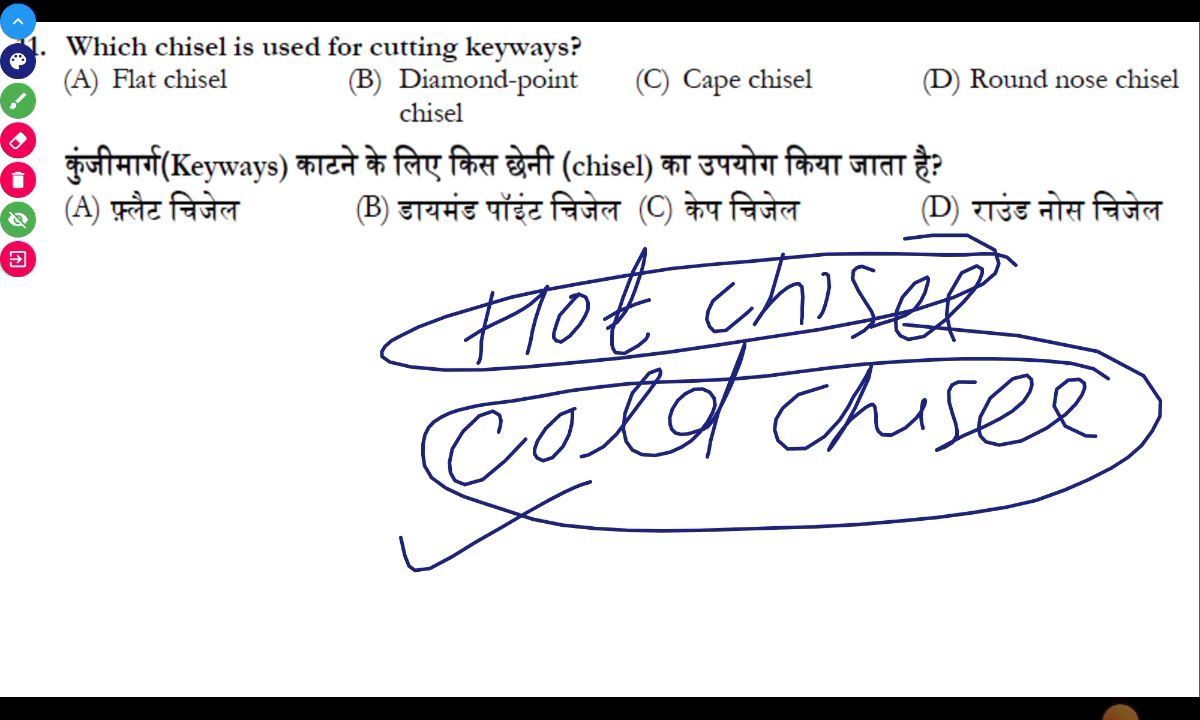 11. Which chisel is used for cutting keyways?
(A) Flat chisel (B) Diamond-point chisel (C) Cape chisel (D) Round nose chisel
कुंजीमार्ग(Keyways) काटने के लिए किस छेनी (chisel) का उपयोग किया जाता है?
(A) फ़्लैट चिजेल (B) डायमंड पॉइंट चिजेल (C) केप चिजेल (D) राउंड नोस चिजेल
Hot chisel
cold chisel